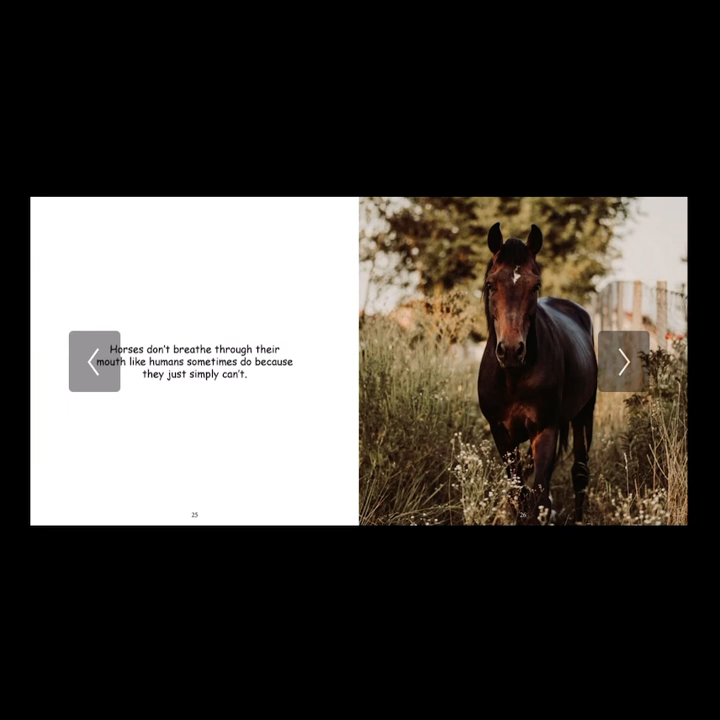 Horses don't breathe through their
mouth like humans sometimes do because
they just simply can't.
25
26